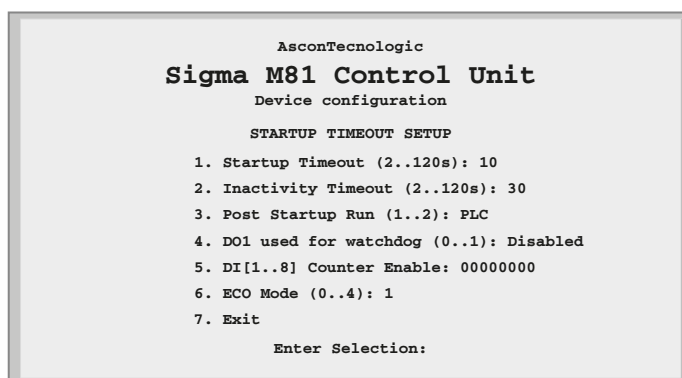 AsconTecnologic
Sigma M81 Control Unit
Device configuration
STARTUP TIMEOUT SETUP
1. Startup Timeout (2..120s): 10
2. Inactivity Timeout (2..120s): 30
3. Post Startup Run (1..2): PLC
4. DO1 used for watchdog (0..1): Disabled
5. DI[1..8] Counter Enable: 00000000
6. ECO Mode (0..4): 1
7. Exit
Enter Selection: